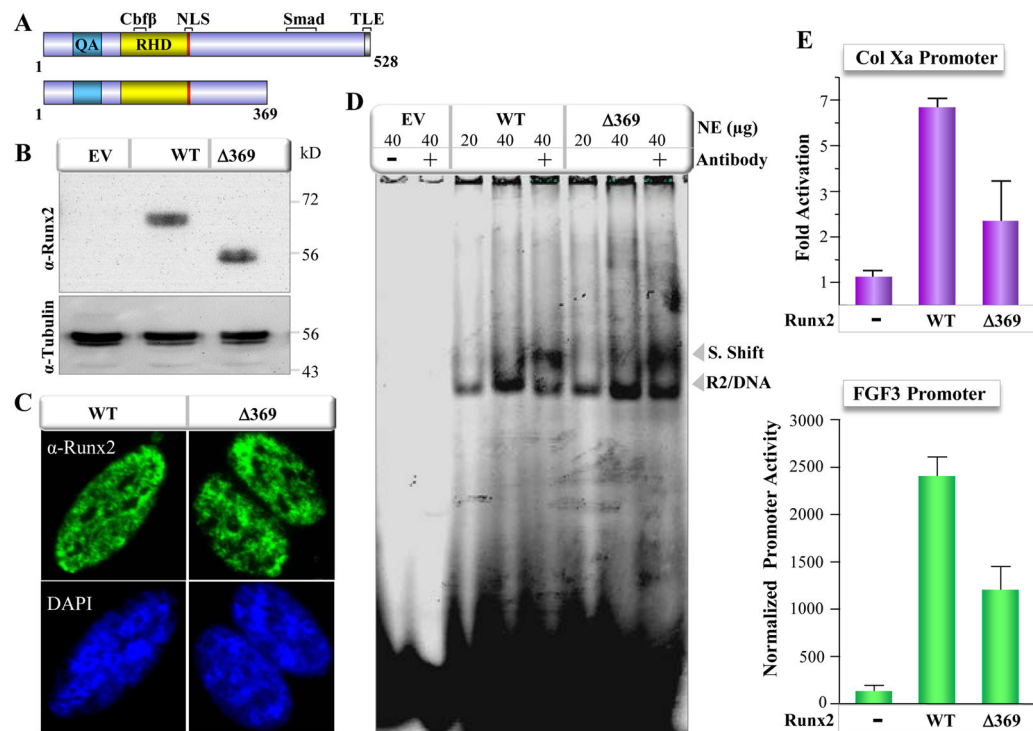 A
Cbfβ NLS Smad TLE
QA RHD
1 528
1 369
B
EV WT Δ369 kD
α-Runx2
72
56
α-Tubulin
56
43
C
WT Δ369
α-Runx2
DAPI
D
EV WT Δ369 NE (μg)
40 40 20 40 40 20 40 40
- + + + Antibody
S. Shift
R2/DNA
E
Col Xa Promoter
Fold Activation
7
5
3
2
1
Runx2 - WT Δ369
FGF3 Promoter
Normalized Promoter Activity
3000
2500
2000
1500
1000
500
0
Runx2 - WT Δ369